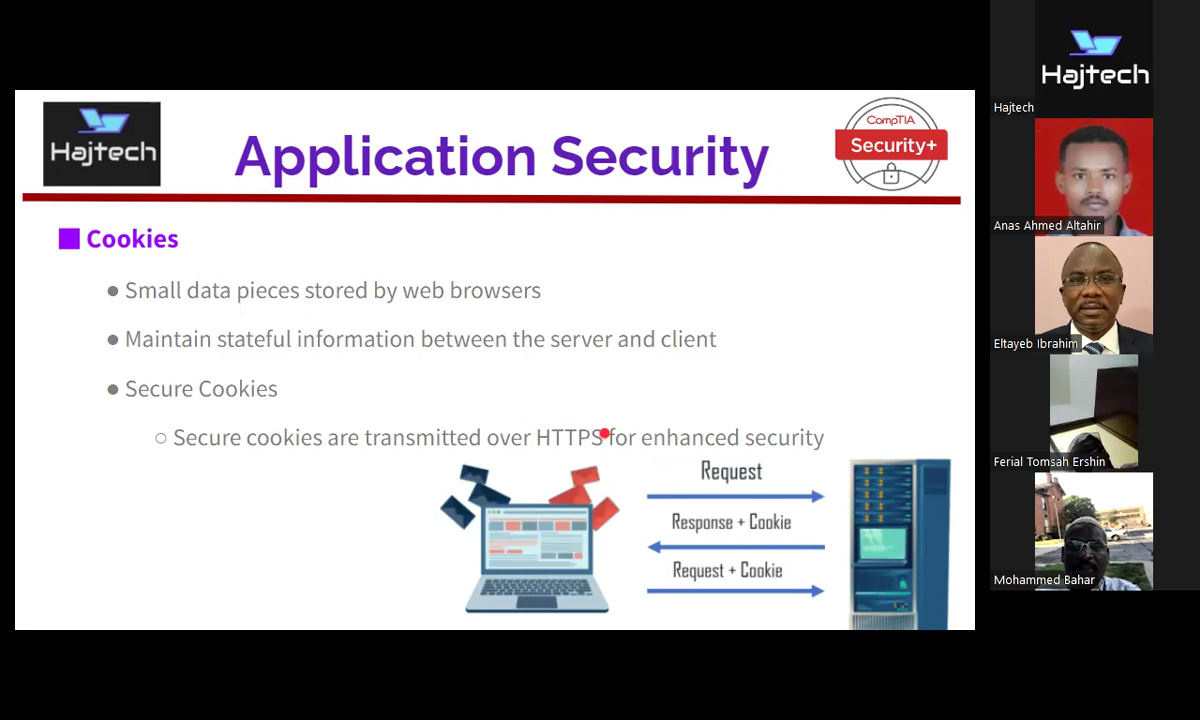 Hajtech
Application Security
CompTIA
Security+
Cookies
Small data pieces stored by web browsers
Maintain stateful information between the server and client
Secure Cookies
Secure cookies are transmitted over HTTPS for enhanced security
Request
Response + Cookie
Request + Cookie
Hajtech
Hajtech
Anas Ahmed Altahir
Eltayeb Ibrahim
Ferial Tomsah Ershin
Mohammed Bahar